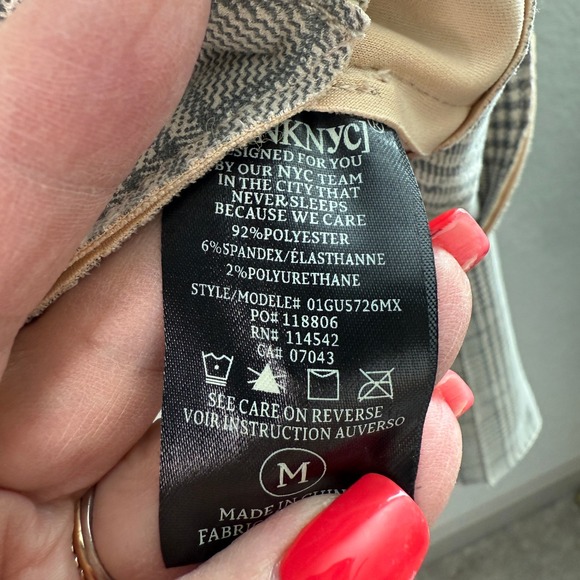 NKNYC]®
SIGNED FOR YOU
BY OUR NYC TEAM
IN THE CITY THAT
NEVER SLEEPS
BECAUSE WE CARE
92%POLYESTER
6%SPANDEX/ÉLASTHANNE
2%POLYURETHANE
STYLE/MODELE# 01GU5726MX
PO# 118806
RN# 114542
CA# 07043
SEE CARE ON REVERSE
VOIR INSTRUCTION AUVERSO
M
MADE IN CHIN
FABRI